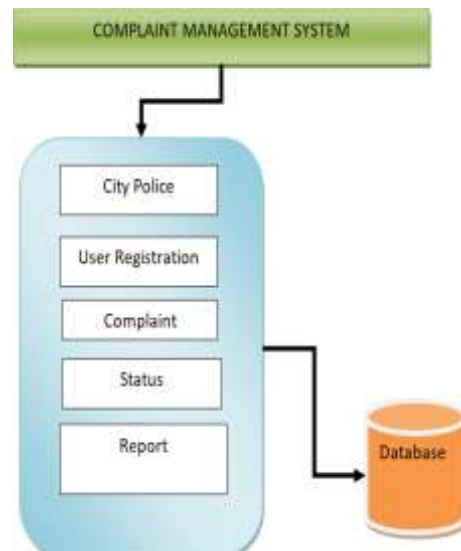 COMPLAINT MANAGEMENT SYSTEM
City Police
User Registration
Complaint
Status
Report
Database